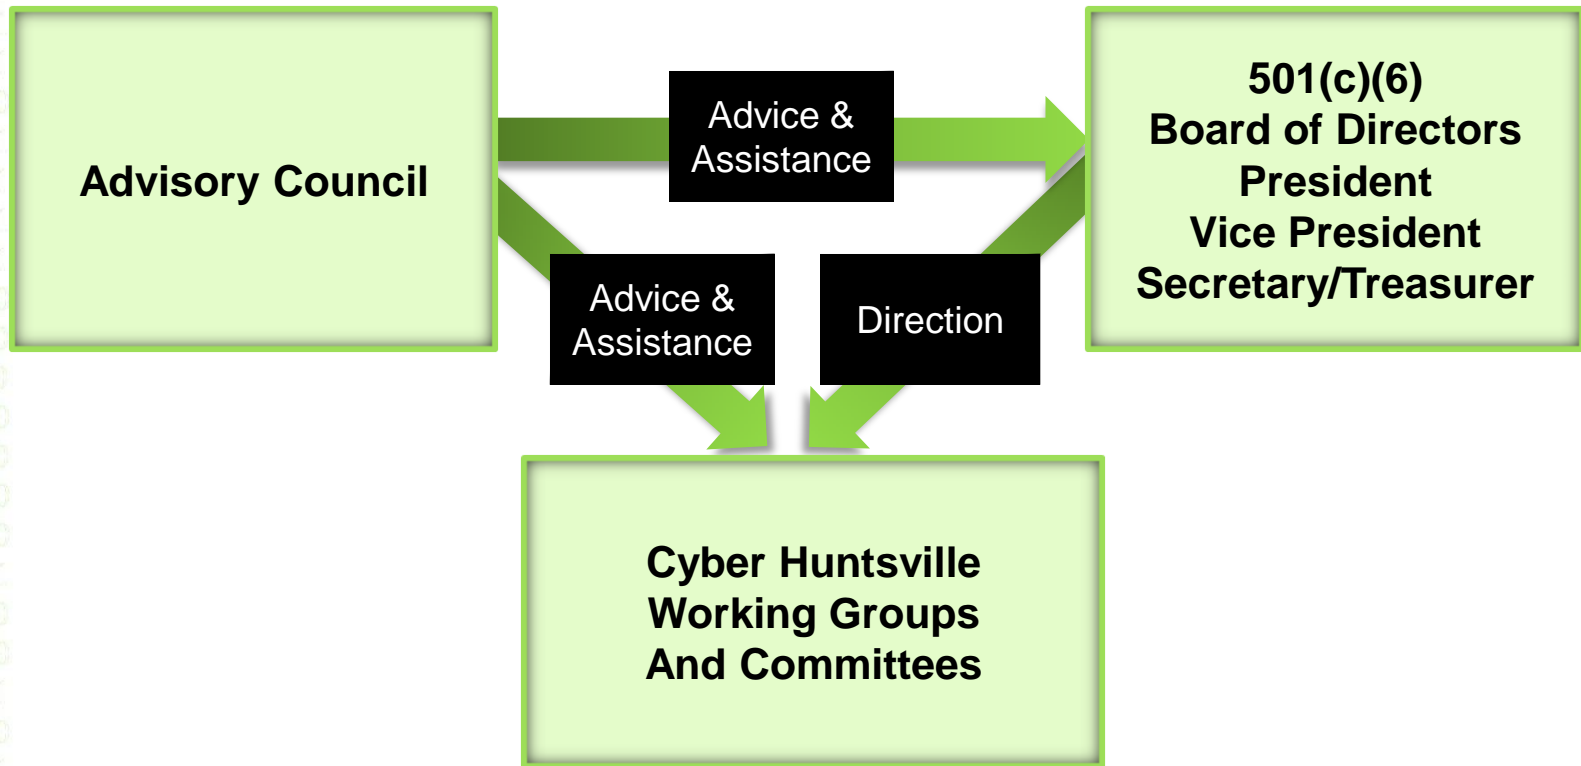 Advisory Council
Advice &
Assistance
501(c)(6)
Board of Directors
President
Vice President
Secretary/Treasurer
Advice &
Assistance
Direction
Cyber Huntsville
Working Groups
And Committees